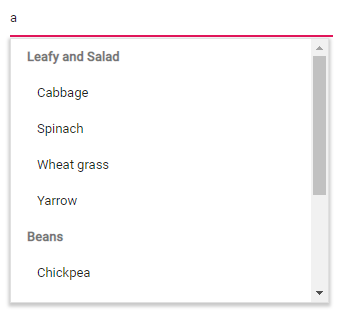 a
Leafy and Salad
Cabbage
Spinach
Wheat grass
Yarrow
Beans
Chickpea